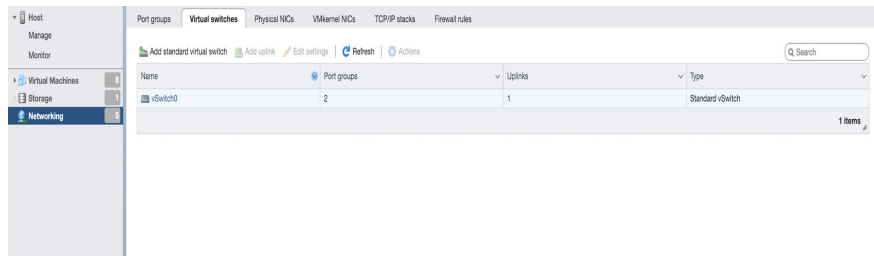 Host
Manage
Monitor
Virtual Machines 8
Storage 1
Networking 5
Port groups Virtual switches Physical NICs VMkernel NICs TCP/IP stacks Firewall rules
Add standard virtual switch Add uplink Edit settings Refresh Actions Search
Name Port groups Uplinks Type
vSwitch0 2 1 Standard vSwitch
1 items